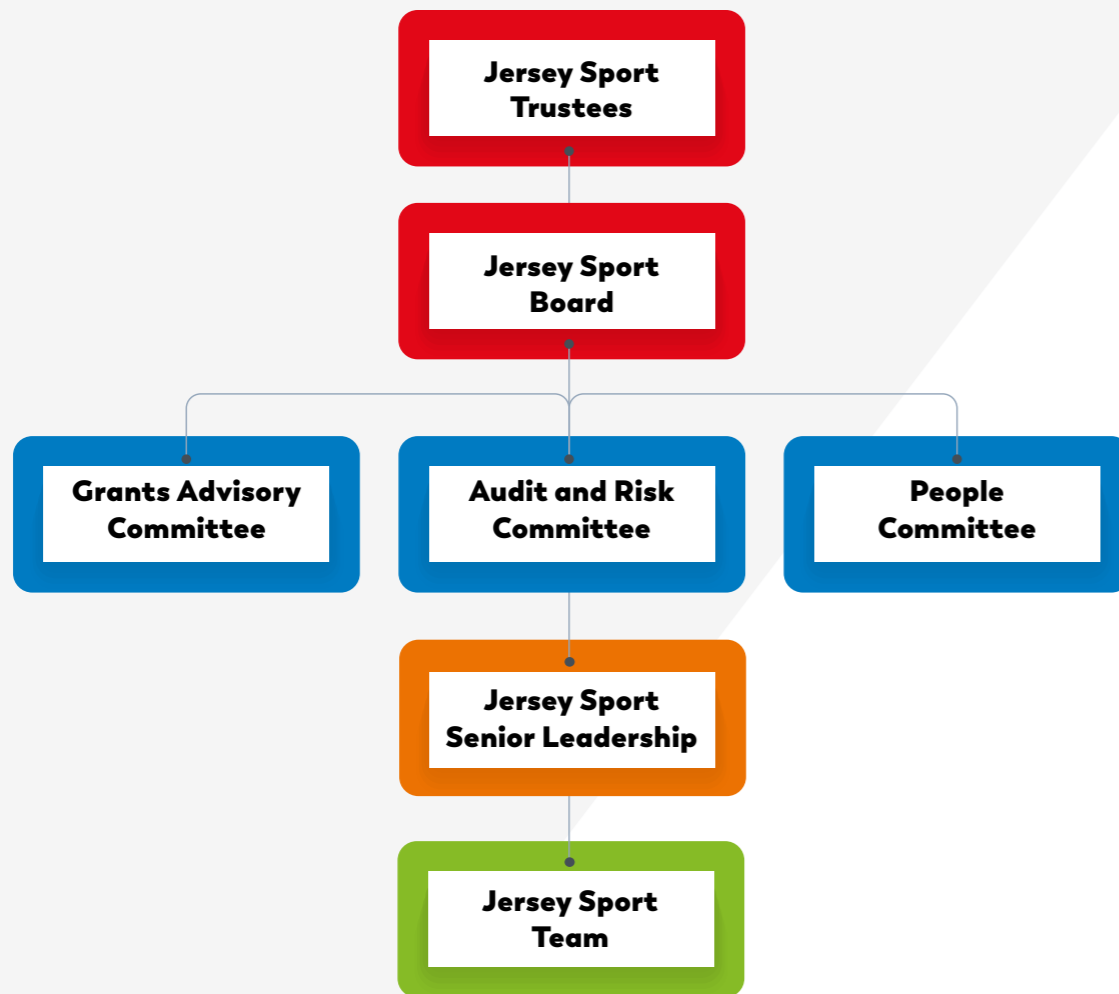 Jersey Sport
Trustees
Jersey Sport
Board
Grants Advisory
Committee
Audit and Risk
Committee
People
Committee
Jersey Sport
Senior Leadership
Jersey Sport
Team